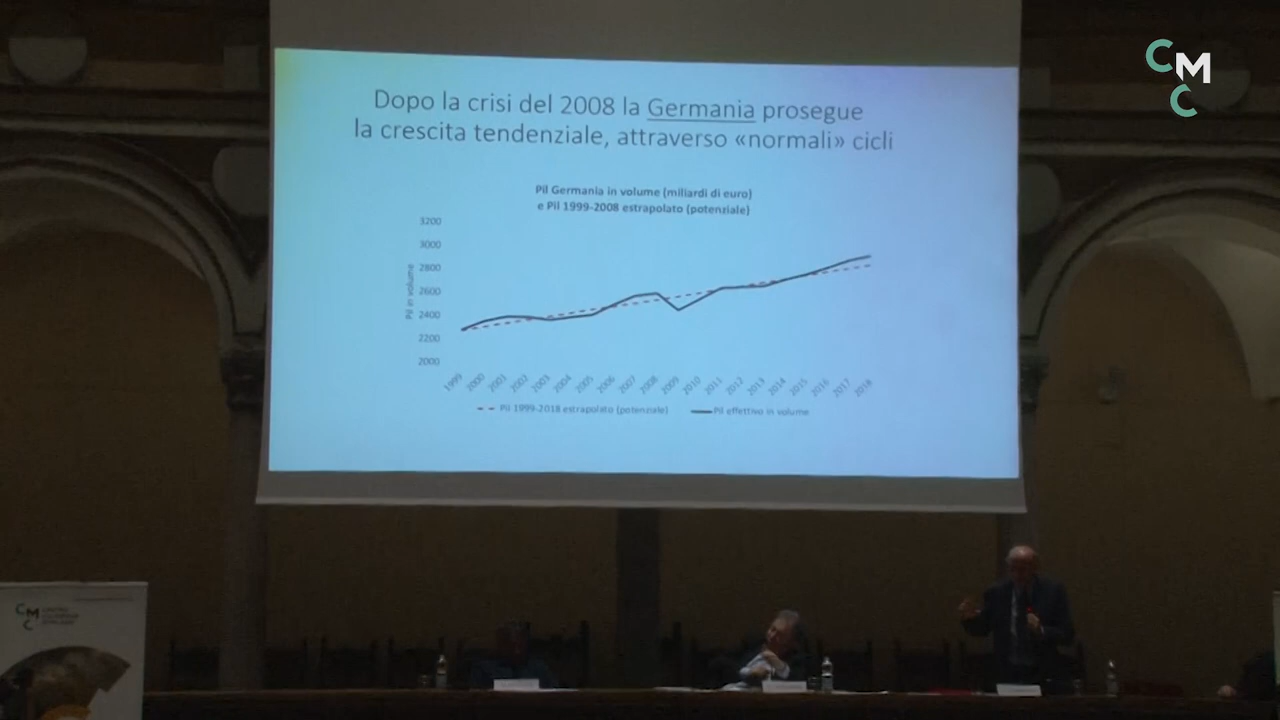 CMC
Dopo la crisi del 2008 la Germania prosegue
la crescita tendenziale, attraverso «normali» cicli
Pil Germania in volume (miliardi di euro)
e Pil 1999-2008 estrapolato (potenziale)
3200
3000
2800
2600
2400
2200
2000
Pil in volume
1999 2000 2001 2002 2003 2004 2005 2006 2007 2008 2009 2010 2011 2012 2013 2014 2015 2016 2017 2018
Pil 1999-2018 estrapolato (potenziale) Pil effettivo in volume
CMC